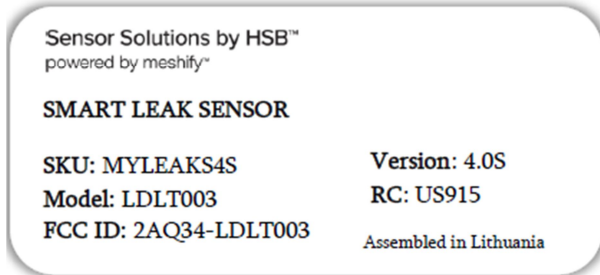 Sensor Solutions by HSB™
powered by meshify™
SMART LEAK SENSOR
SKU: MYLEAKS4S
Model: LDLT003
FCC ID: 2AQ34-LDLT003
Version: 4.0S
RC: US915
Assembled in Lithuania